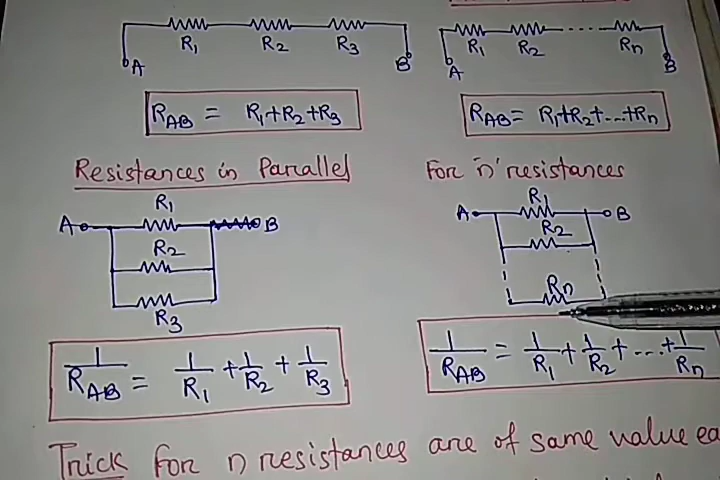 R1 R2 R3
A B
R1 R2 Rn
A B
RAB = R1+R2+R3
RAB = R1+R2+...+Rn
Resistances in Parallel
For 'n' resistances
R1
A B
R2
R3
R1
A B
R2
Rn
1/RAB = 1/R1 + 1/R2 + 1/R3
1/RAB = 1/R1 + 1/R2 + ... + 1/Rn
Trick For n resistances are of same value ea